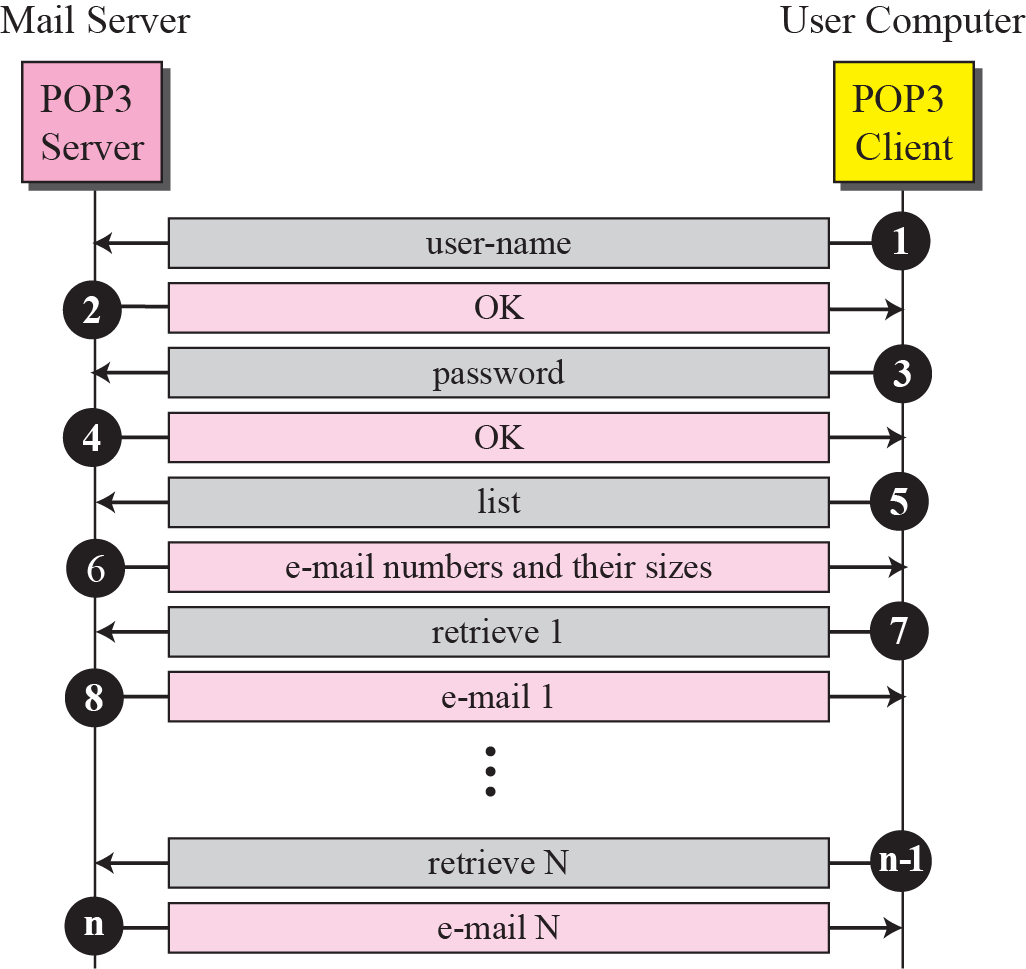 Mail Server
User Computer
POP3
Server
POP3
Client
user-name
1
2
OK
password
3
4
OK
list
5
6
e-mail numbers and their sizes
retrieve 1
7
8
e-mail 1
retrieve N
n-1
n
e-mail N